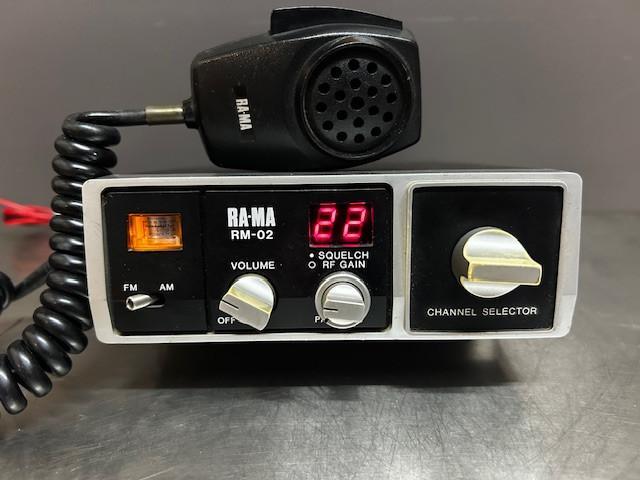 RA-MA
RA-MA
RM-02
22
• SQUELCH
○ RF GAIN
VOLUME
FM AM
OFF
CHANNEL SELECTOR